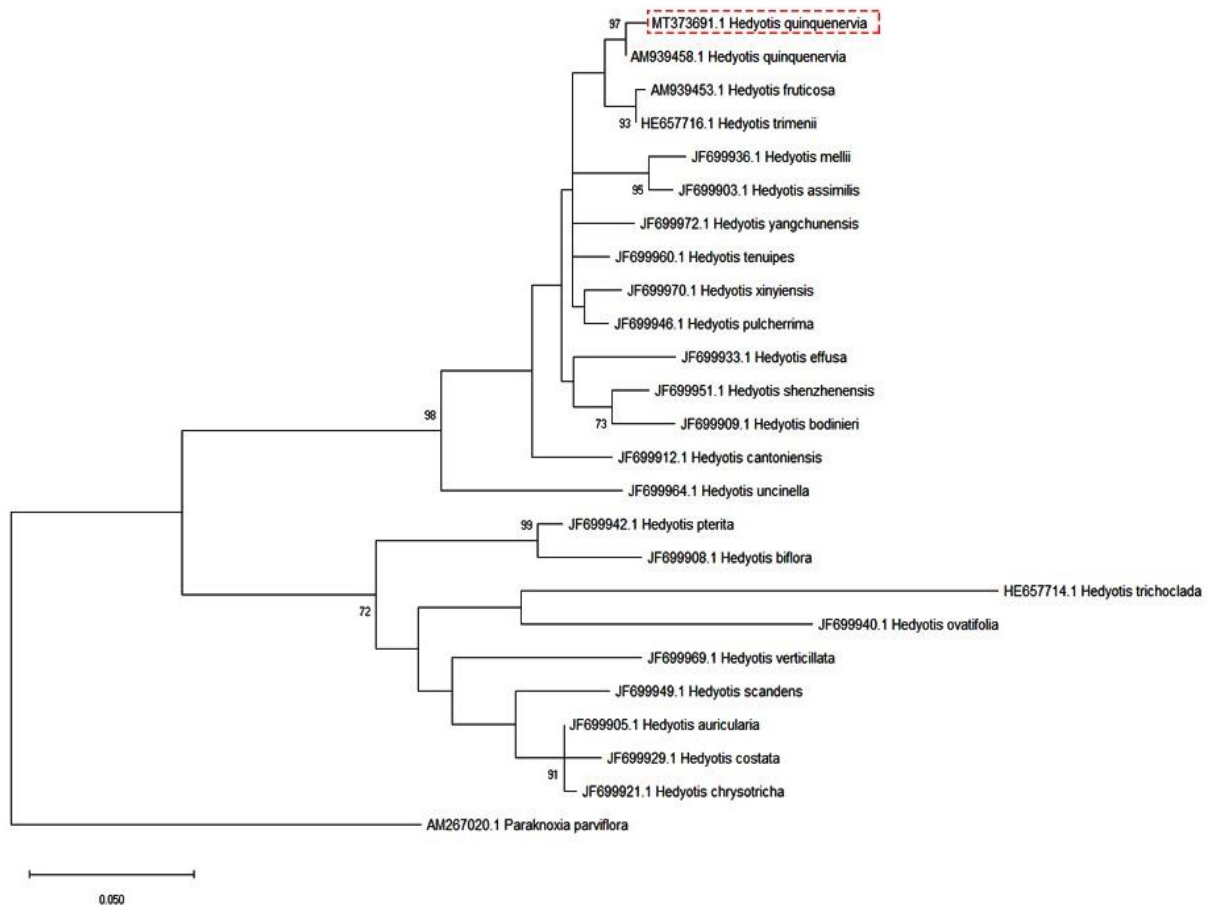 97
MT373691.1 Hedyotis quinquenervia
AM939458.1 Hedyotis quinquenervia
AM939453.1 Hedyotis fruticosa
93
HE657716.1 Hedyotis trimenii
JF699936.1 Hedyotis mellii
95
JF699903.1 Hedyotis assimilis
JF699972.1 Hedyotis yangchunensis
JF699960.1 Hedyotis tenuipes
JF699970.1 Hedyotis xinyiensis
JF699946.1 Hedyotis pulcherrima
JF699933.1 Hedyotis effusa
JF699951.1 Hedyotis shenzhenensis
98
73
JF699909.1 Hedyotis bodinieri
JF699912.1 Hedyotis cantoniensis
JF699964.1 Hedyotis uncinella
99
JF699942.1 Hedyotis pterita
JF699908.1 Hedyotis biflora
HE657714.1 Hedyotis trichoclada
72
JF699940.1 Hedyotis ovatifolia
JF699969.1 Hedyotis verticillata
JF699949.1 Hedyotis scandens
JF699905.1 Hedyotis auricularia
JF699929.1 Hedyotis costata
91
JF699921.1 Hedyotis chrysotricha
AM267020.1 Paraknoxia parviflora
0.050